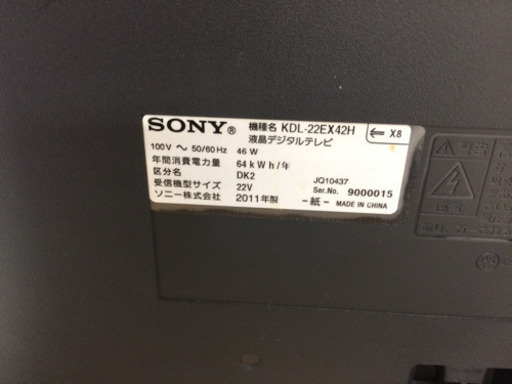 SONY® 機種名 KDL-22EX42H
液晶デジタルテレビ
← X8
100V ～ 50/60Hz 46 W
年間消費電力量 64 kWh/年
区分名 DK2 JQ10437
受信機型サイズ 22V Ser.No. 9000015
ソニー株式会社 2011年製 -紙- MADE IN CHINA